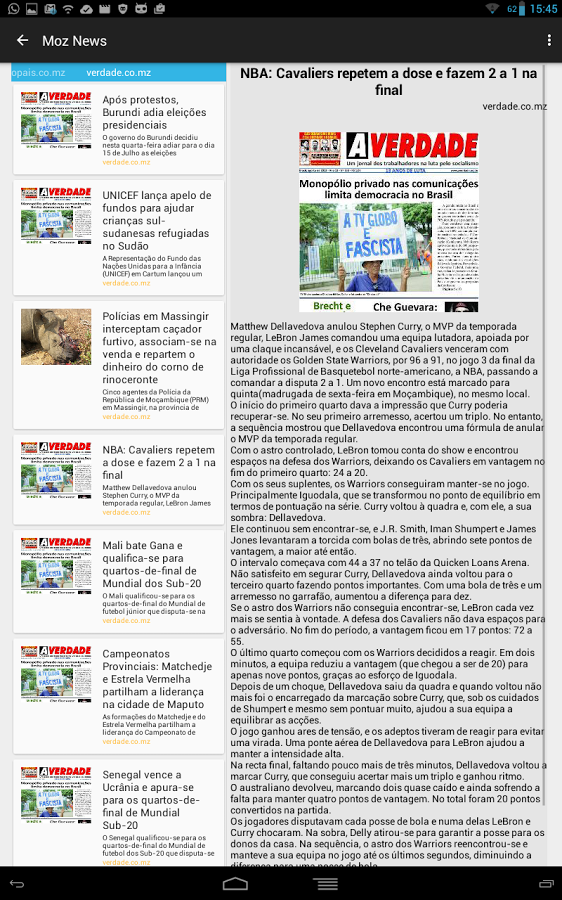 62 15:45
Moz News
opais.co.mz verdade.co.mz
Após protestos,
Burundi adia eleições
presidenciais
O governo do Burundi decidiu
nesta quarta-feira adiar para o dia
15 de Julho as eleições
verdade.co.mz
UNICEF lança apelo de
fundos para ajudar
crianças sul-
sudanesas refugiadas
no Sudão
A Representação do Fundo das
Nações Unidas para a Infância
(UNICEF) em Cartum lançou um
verdade.co.mz
Polícias em Massingir
interceptam caçador
furtivo, associam-se na
venda e repartem o
dinheiro do corno de
rinoceronte
Cinco agentes da Polícia da
República de Moçambique (PRM)
em Massingir, na província de
verdade.co.mz
NBA: Cavaliers repetem
a dose e fazem 2 a 1 na
final
Matthew Dellavedova anulou
Stephen Curry, o MVP da
temporada regular, LeBron James
verdade.co.mz
Mali bate Gana e
qualifica-se para
quartos-de-final de
Mundial dos Sub-20
O Mali qualificou-se para os
quartos-de-final do Mundial de
futebol júnior que disputa-se na
verdade.co.mz
Campeonatos
Provinciais: Matchedje
e Estrela Vermelha
partilham a liderança
na cidade de Maputo
As formações do Matchedje e do
Estrela Vermelha partilham a
liderança do Campeonato de
verdade.co.mz
Senegal vence a
Ucrânia e apura-se
para os quartos-de-
final de Mundial
Sub-20
O Senegal qualificou-se para os
quartos-de-final do Mundial de
futebol dos Sub-20 que disputa-se
NBA: Cavaliers repetem a dose e fazem 2 a 1 na
final
verdade.co.mz
A VERDADE
Um jornal dos trabalhadores na luta pelo socialismo
15 ANOS DE LUTA
Monopólio privado nas comunicações
limita democracia no Brasil
A TV GLOBO
É
FASCISTA
Brecht e Che Guevara:
Matthew Dellavedova anulou Stephen Curry, o MVP da temporada
regular, LeBron James comandou uma equipa lutadora, apoiada por
uma claque incansável, e os Cleveland Cavaliers venceram com
autoridade os Golden State Warriors, por 96 a 91, no jogo 3 da final da
Liga Profissional de Basquetebol norte-americano, a NBA, passando a
comandar a disputa 2 a 1. Um novo encontro está marcado para
quinta(madrugada de sexta-feira em Moçambique), no mesmo local.
O início do primeiro quarto dava a impressão que Curry poderia
recuperar-se. No seu primeiro arremesso, acertou um triplo. No entanto,
a sequência mostrou que Dellavedova encontrou uma fórmula de anular
o MVP da temporada regular.
Com o astro controlado, LeBron tomou conta do show e encontrou
espaços na defesa dos Warriors, deixando os Cavaliers em vantagem no
fim do primeiro quarto: 24 a 20.
Com os seus suplentes, os Warriors conseguiram manter-se no jogo.
Principalmente Iguodala, que se transformou no ponto de equilíbrio em
termos de pontuação na série. Curry voltou à quadra e, com ele, a sua
sombra: Dellavedova.
Ele continuou sem encontrar-se, e J.R. Smith, Iman Shumpert e James
Jones levantaram a torcida com bolas de três, abrindo sete pontos de
vantagem, a maior até então.
O intervalo começava com 44 a 37 no telão da Quicken Loans Arena.
Não satisfeito em segurar Curry, Dellavedova ainda voltou para o
terceiro quarto fazendo pontos importantes. Com uma bola de três e um
arremesso no garrafão, aumentou a diferença para dez.
Se o astro dos Warriors não conseguia encontrar-se, LeBron cada vez
mais se sentia à vontade. A defesa dos Cavaliers não dava espaços para
o adversário. No fim do período, a vantagem ficou em 17 pontos: 72 a
55.
O último quarto começou com os Warriors decididos a reagir. Em dois
minutos, a equipa reduziu a vantagem (que chegou a ser de 20) para
apenas nove pontos, graças ao esforço de Iguodala.
Depois de um choque, Dellavedova saiu da quadra e quando voltou não
mais foi o encarregado da marcação sobre Curry, que, sob os cuidados
de Shumpert e mesmo sem pontuar muito, ajudou a sua equipa a
equilibrar as acções.
O jogo ganhou ares de tensão, e os adeptos tiveram de reagir para evitar
uma virada. Uma ponte aérea de Dellavedova para LeBron ajudou a
manter a intensidade alta.
Na recta final, faltando pouco mais de três minutos, Dellavedova voltou a
marcar Curry, que conseguiu acertar mais um triplo e ganhou ritmo.
O australiano devolveu, marcando dois quase caído e ainda sofrendo a
falta para marcar quatro pontos de vantagem. No total foram 20 pontos
convertidos na partida.
Os jogadores disputavam cada posse de bola e numa delas LeBron e
Curry chocaram. Na sobra, Delly atirou-se para garantir a posse para os
donos da casa. Na sequência, o astro dos Warriors reencontrou-se e
manteve a sua equipa no jogo até os últimos segundos, diminuindo a
diferença para uma posse de bola.